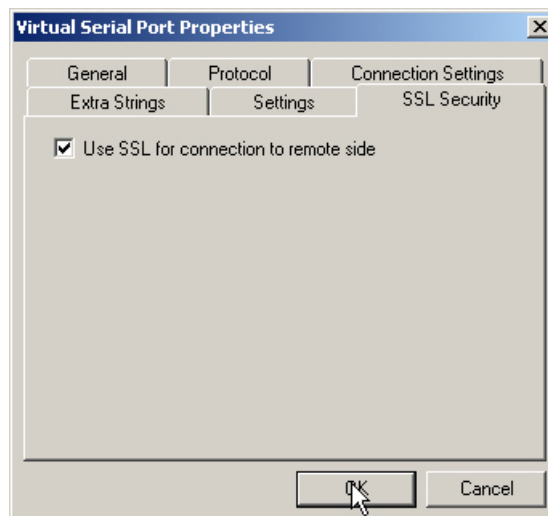 Virtual Serial Port Properties
General Protocol Connection Settings
Extra Strings Settings SSL Security
Use SSL for connection to remote side
OK Cancel